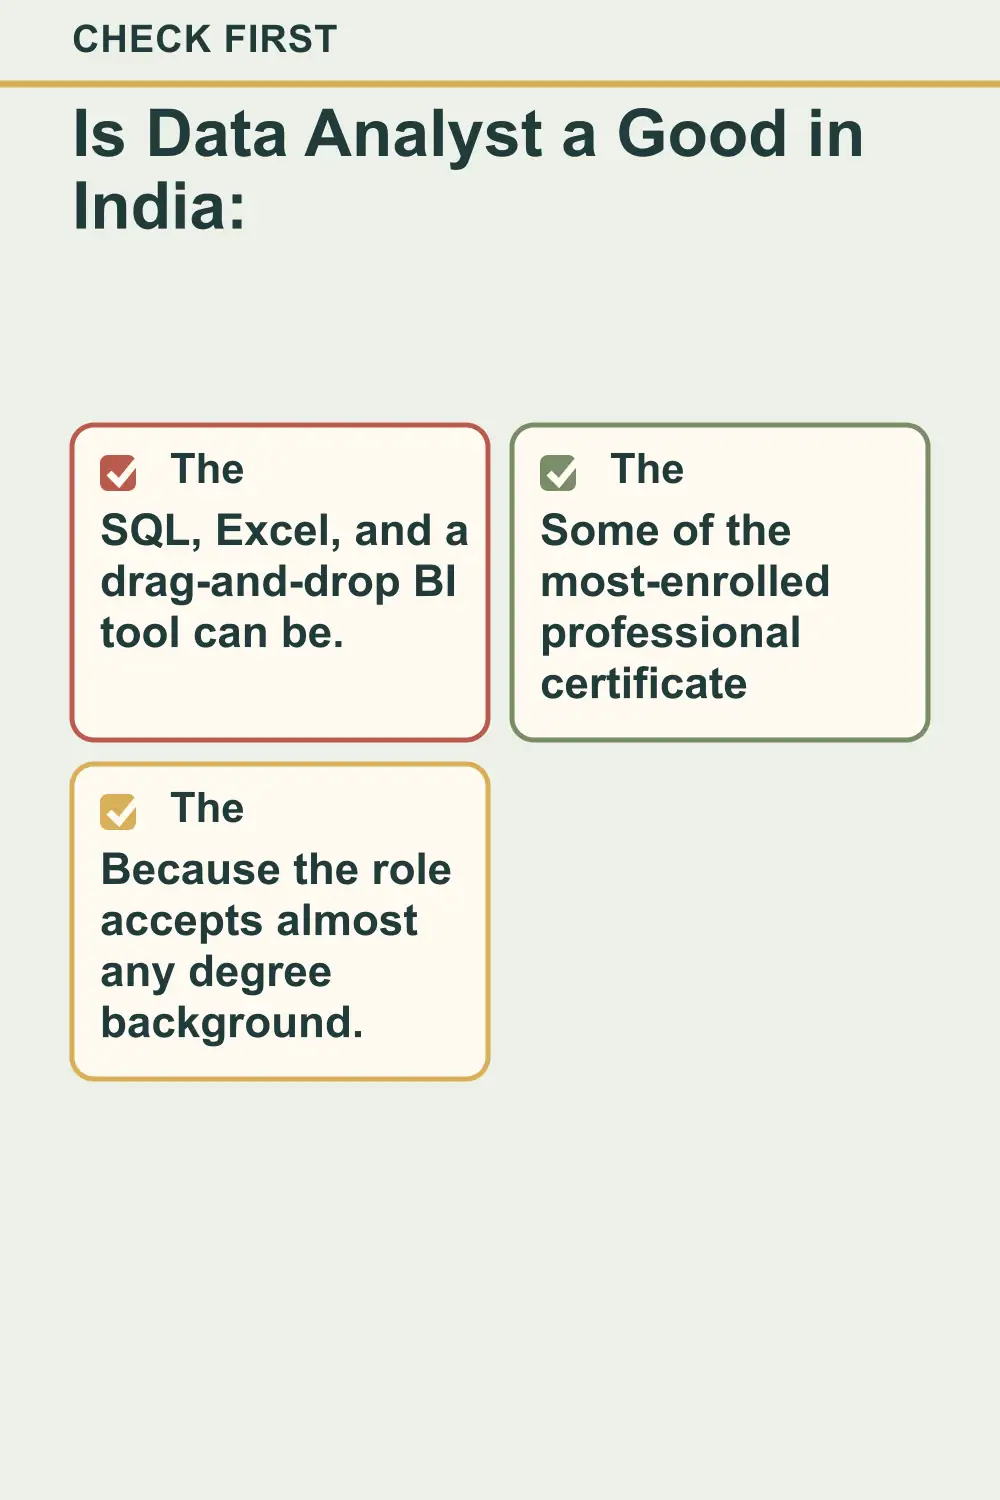 CHECK FIRST
Is Data Analyst a Good in
India:
The
SQL, Excel, and a
drag-and-drop BI
tool can be.
The
Some of the
most-enrolled
professional
certificate
The
Because the role
accepts almost
any degree
background.